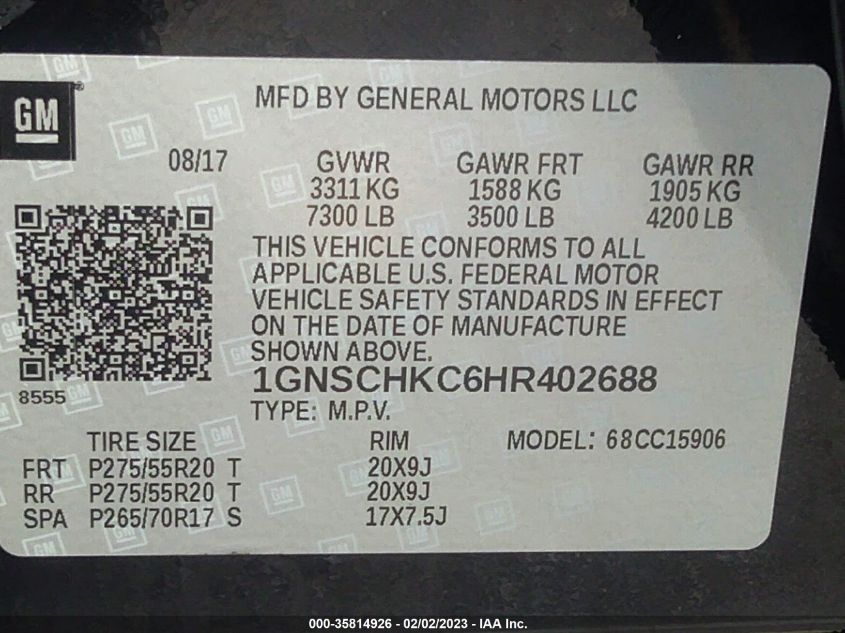 GM
MFD BY GENERAL MOTORS LLC
08/17 GVWR GAWR FRT GAWR RR
3311 KG 1588 KG 1905 KG
7300 LB 3500 LB 4200 LB
THIS VEHICLE CONFORMS TO ALL
APPLICABLE U.S. FEDERAL MOTOR
VEHICLE SAFETY STANDARDS IN EFFECT
ON THE DATE OF MANUFACTURE
SHOWN ABOVE.
8555
1GNSCHKC6HR402688
TYPE: M.P.V.
TIRE SIZE RIM MODEL: 68CC15906
FRT P275/55R20 T 20X9J
RR P275/55R20 T 20X9J
SPA P265/70R17 S 17X7.5J
000-35814926 - 02/02/2023 - IAA Inc.